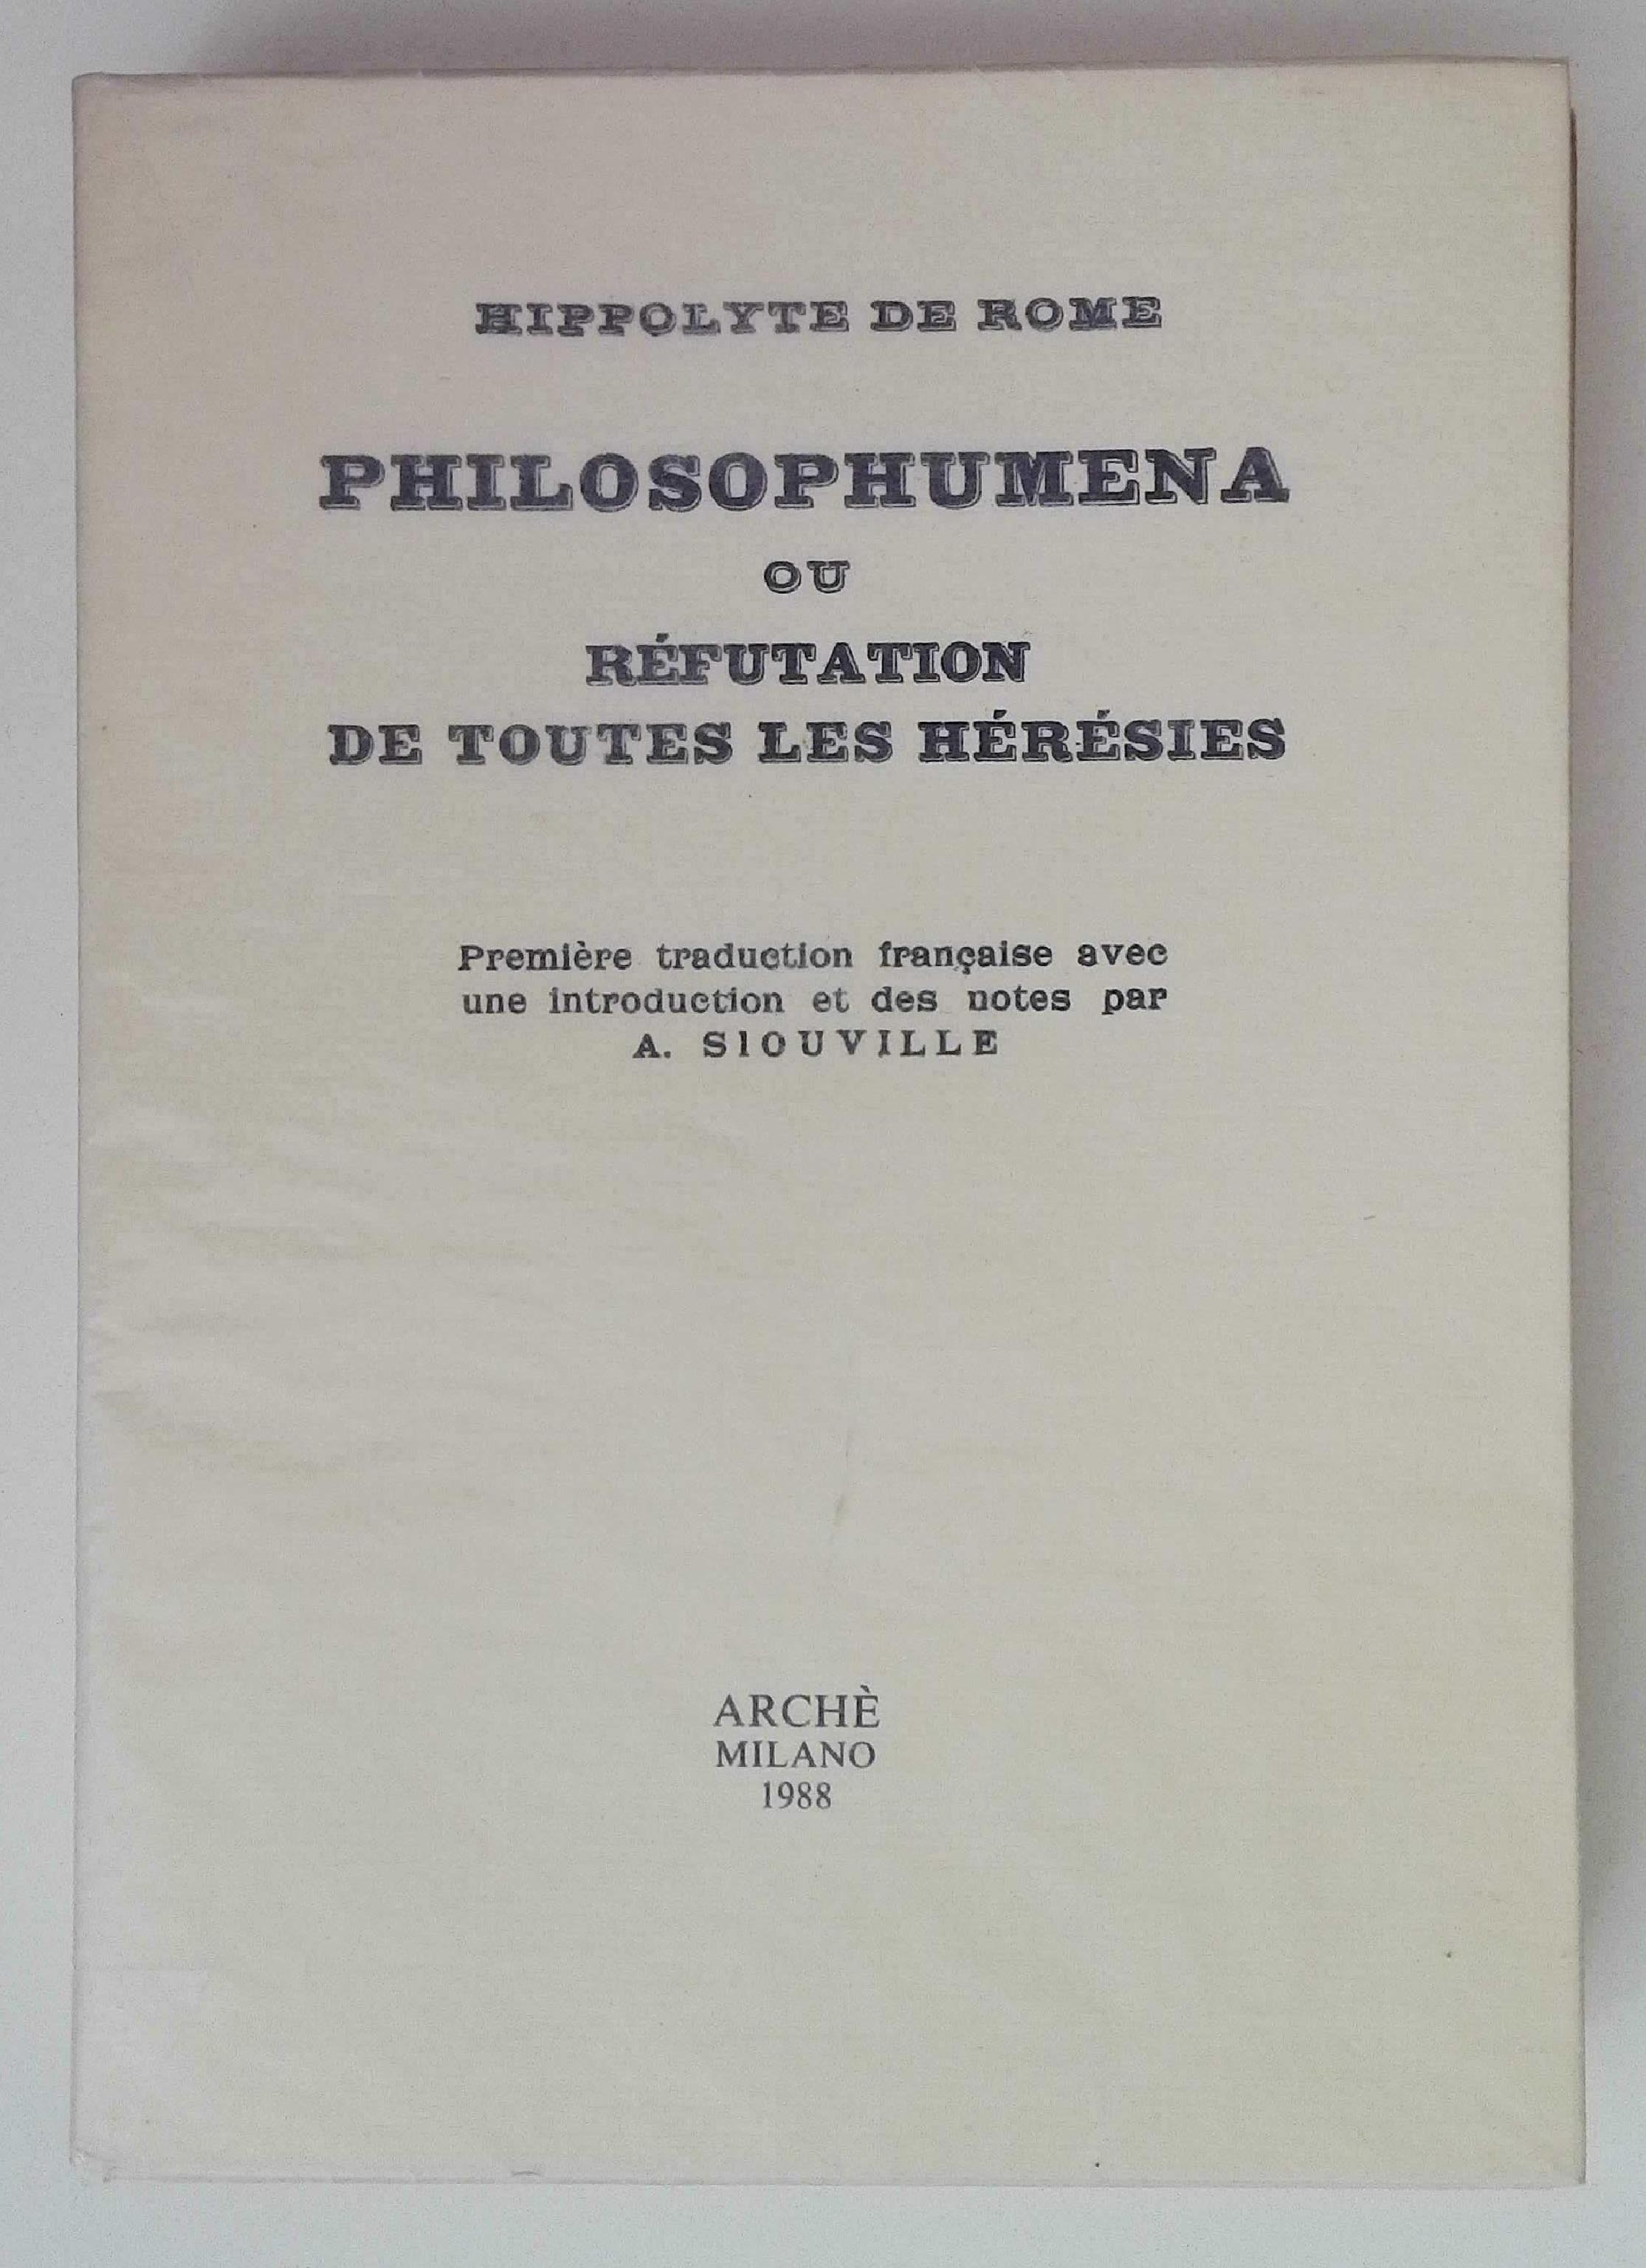 HIPPOLYTE DE ROME
PHILOSOPHUMENA
OU
RÉFUTATION
DE TOUTES LES HÉRÉSIES
Première traduction française avec
une introduction et des notes par
A. SIOUVILLE
ARCHÈ
MILANO
1988